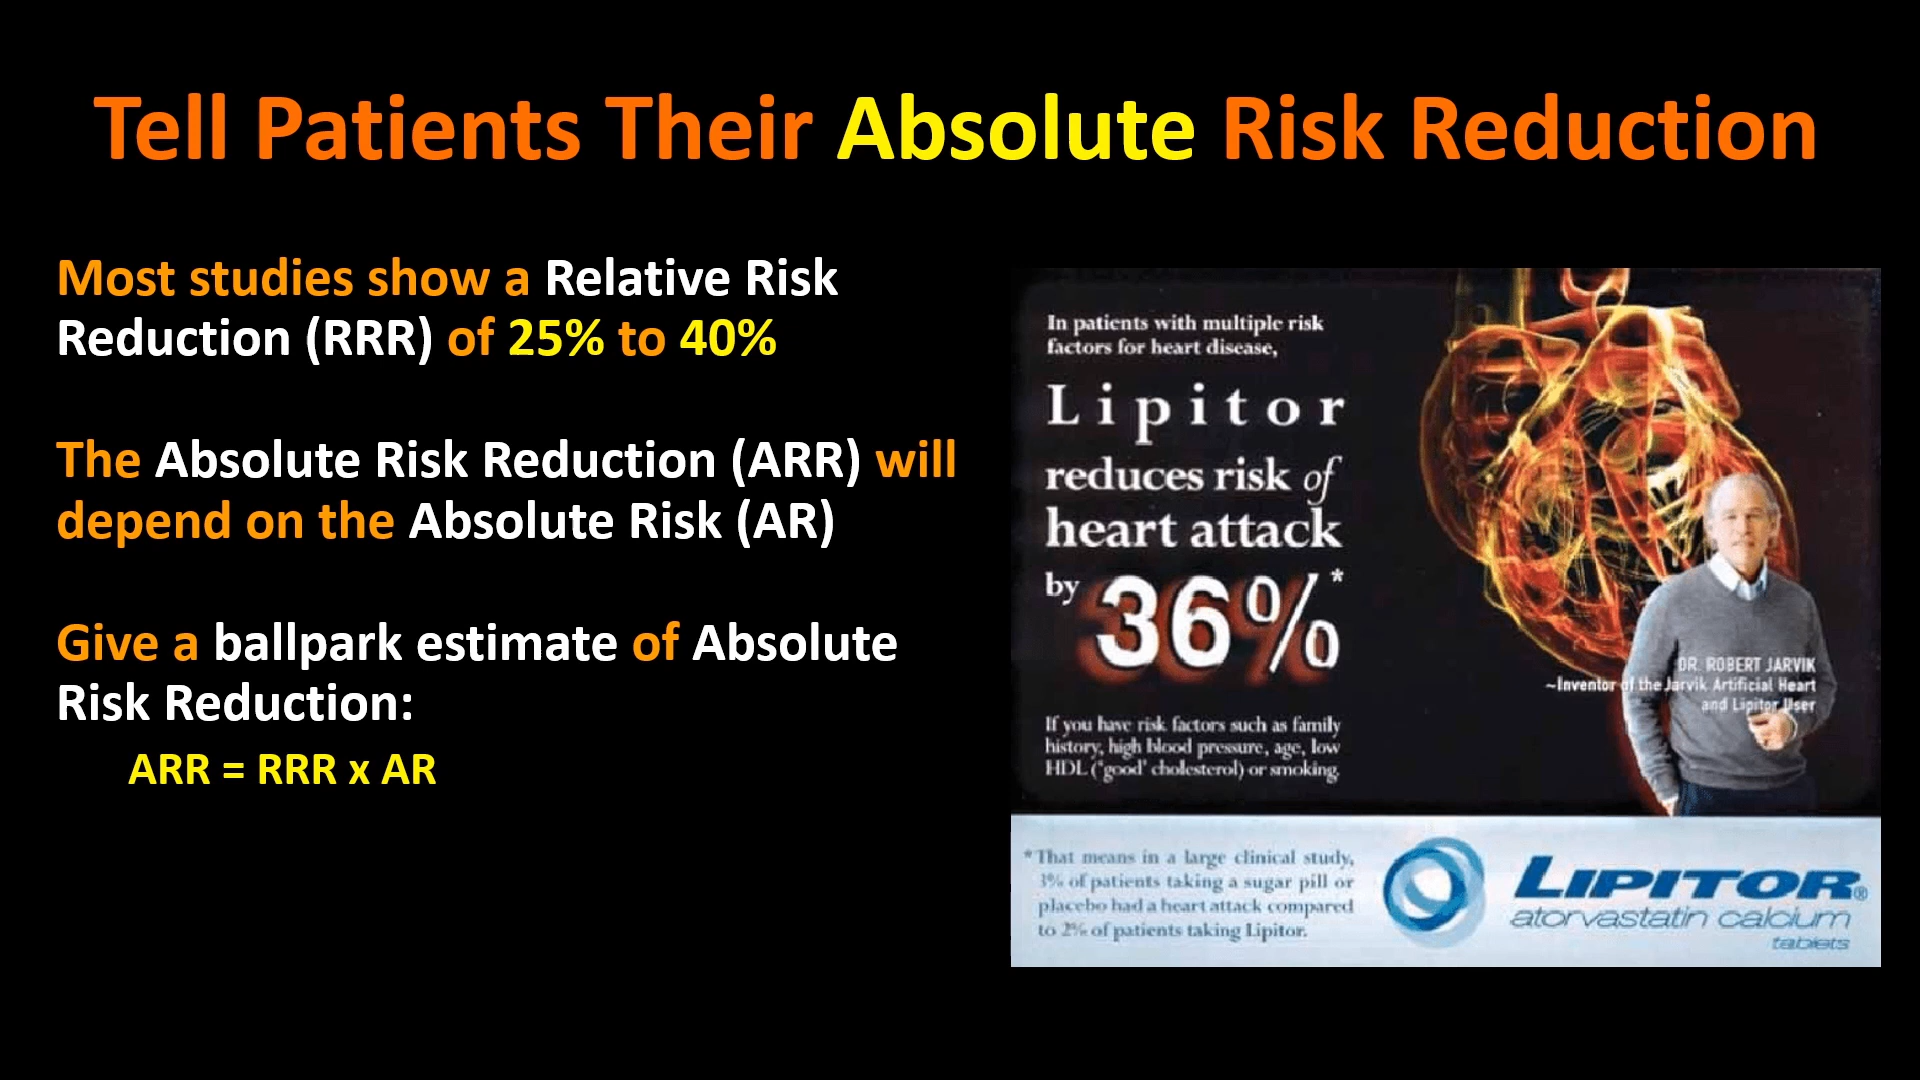 Tell Patients Their Absolute Risk Reduction
Most studies show a Relative Risk
Reduction (RRR) of 25% to 40%
The Absolute Risk Reduction (ARR) will
depend on the Absolute Risk (AR)
Give a ballpark estimate of Absolute
Risk Reduction:
ARR = RRR x AR
In patients with multiple risk
factors for heart disease,
Lipitor
reduces risk of
heart attack
by 36%*
If you have risk factors such as family
history, high blood pressure, age, low
HDL ('good' cholesterol) or smoking.
DR. ROBERT JARVIK
~Inventor of the Jarvik Artificial Heart
and Lipitor User
*That means in a large clinical study,
3% of patients taking a sugar pill or
placebo had a heart attack compared
to 2% of patients taking Lipitor.
LIPITOR®
atorvastatin calcium
tablets